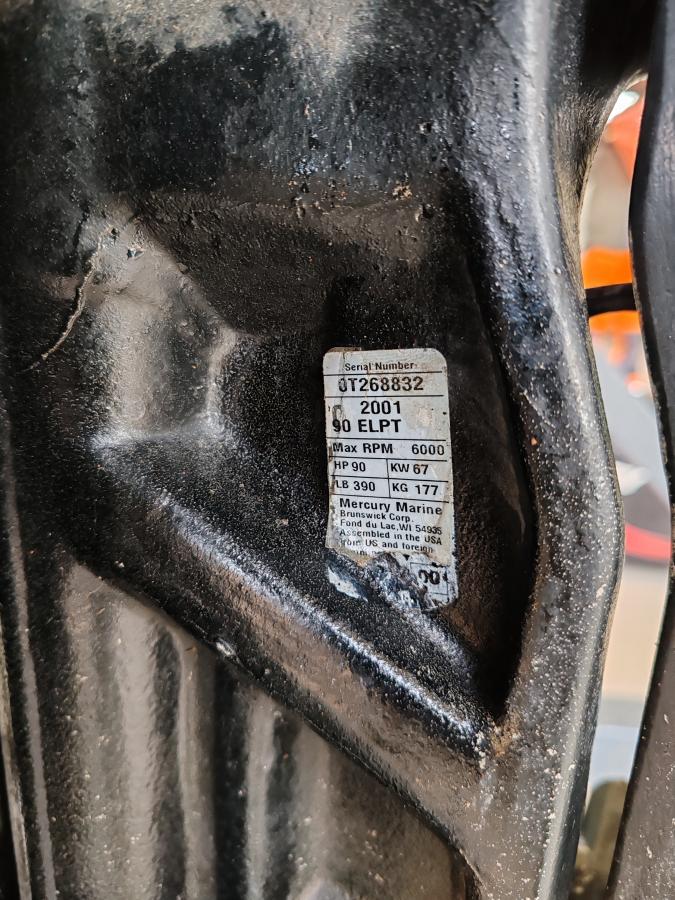 Serial Number
0T268832
2001
90 ELPT
Max RPM 6000
HP 90 KW 67
LB 390 KG 177
Mercury Marine
Brunswick Corp.
Fond du Lac, WI 54935
Assembled in the USA
from US and foreign
00